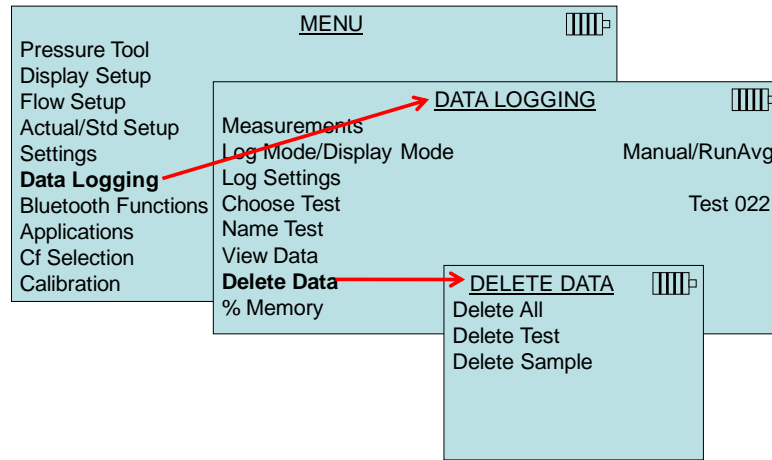 MENU
Pressure Tool
Display Setup
Flow Setup
Actual/Std Setup
Settings
Data Logging
Bluetooth Functions
Applications
Cf Selection
Calibration
DATA LOGGING
Measurements
Log Mode/Display Mode Manual/RunAvg
Log Settings
Choose Test Test 022
Name Test
View Data
Delete Data
% Memory
DELETE DATA
Delete All
Delete Test
Delete Sample